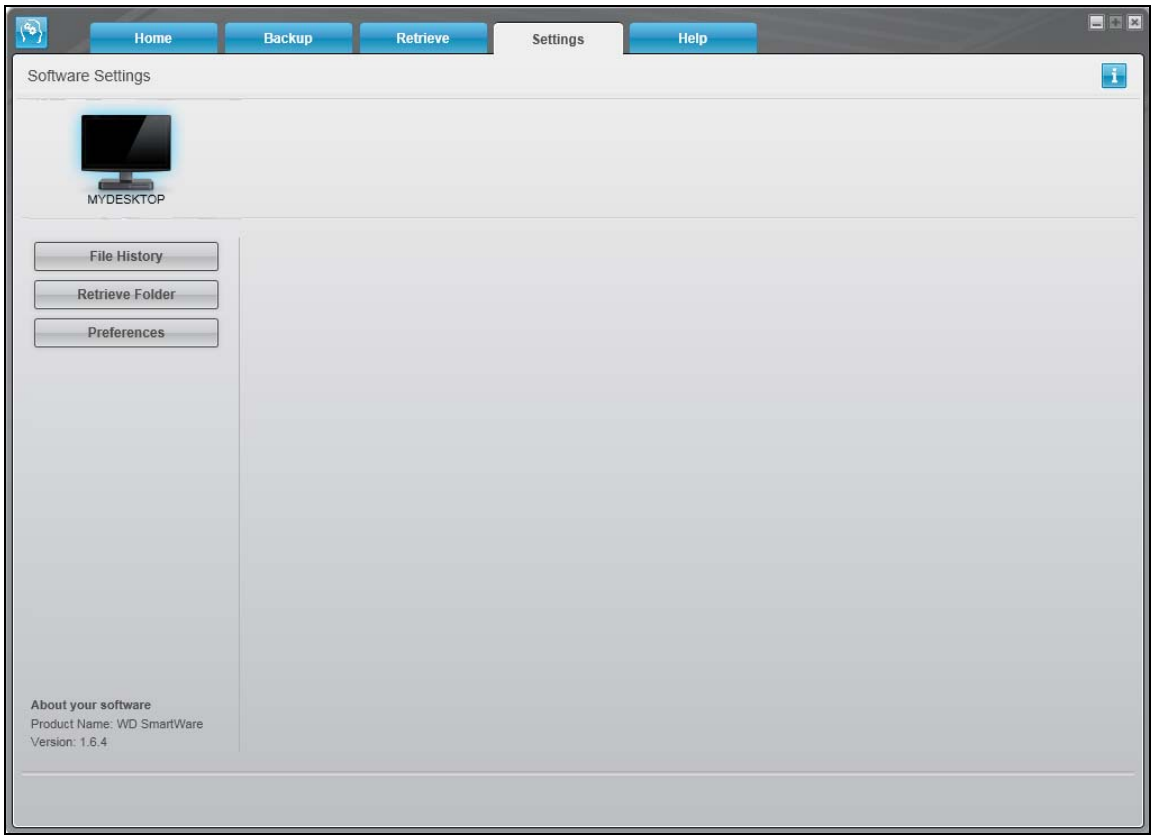 Home Backup Retrieve Settings Help
Software Settings
i
MYDESKTOP
File History
Retrieve Folder
Preferences
About your software
Product Name: WD SmartWare
Version: 1.6.4